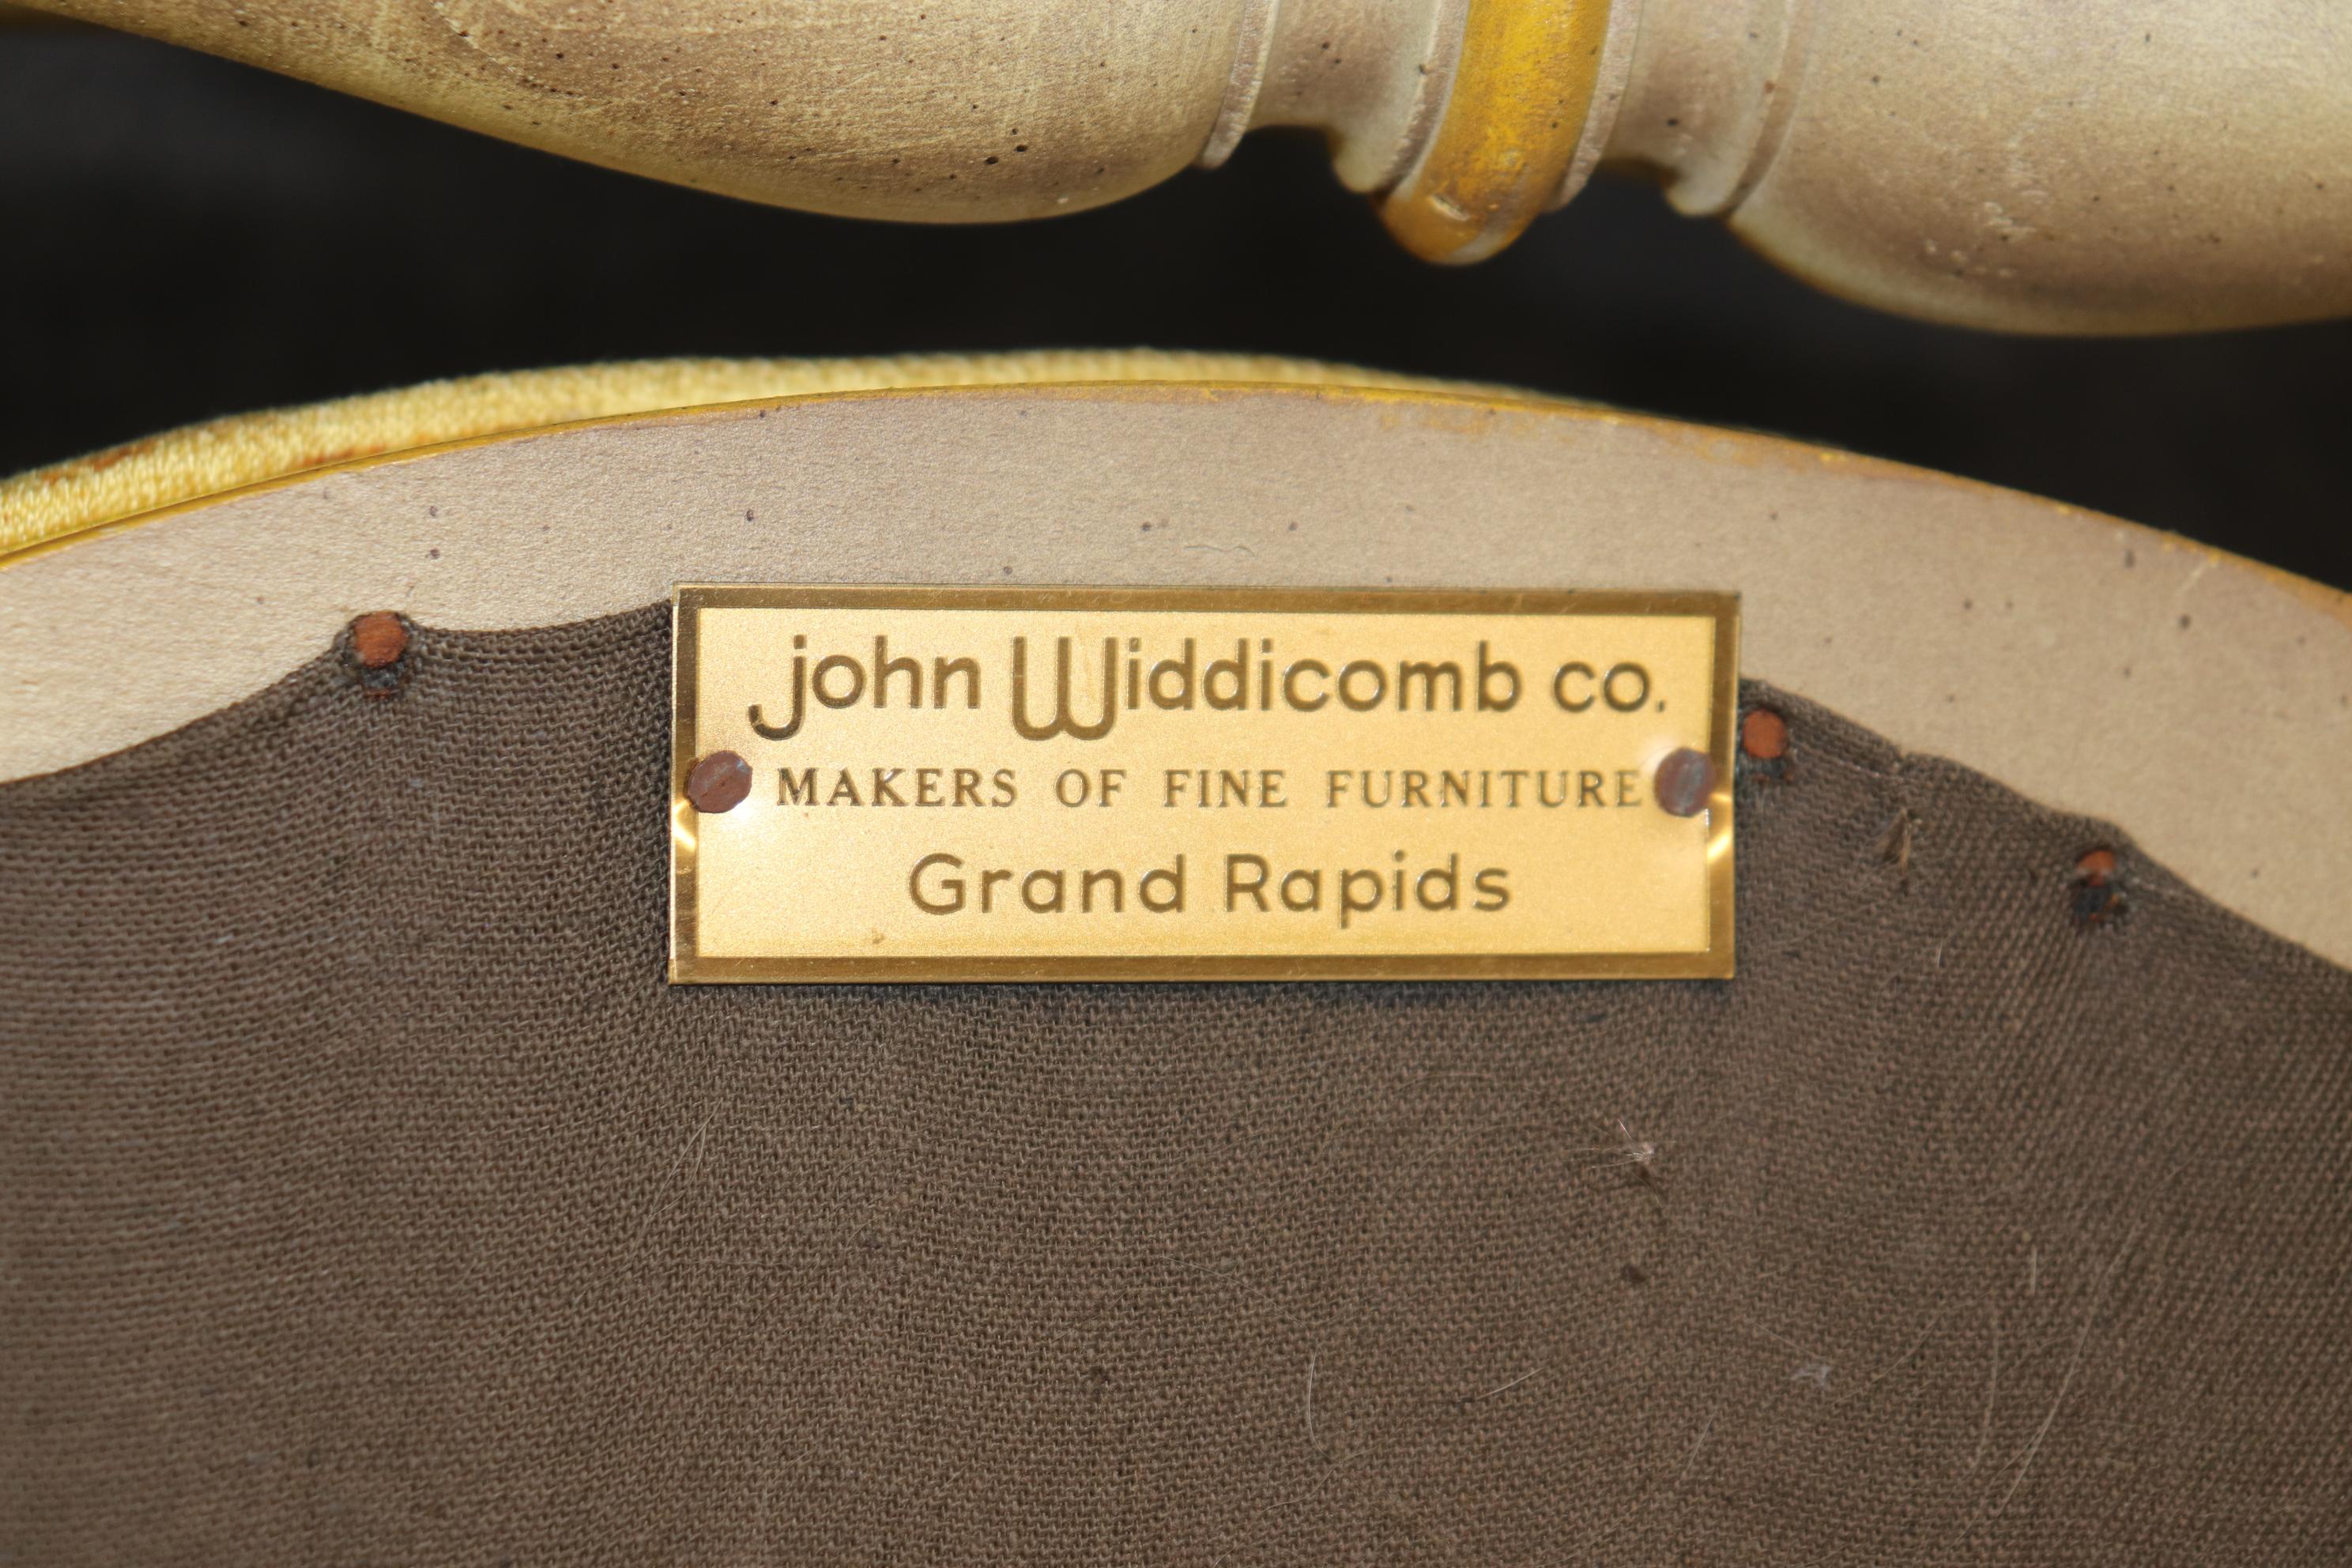 john Widdicomb co.
MAKERS OF FINE FURNITURE
Grand Rapids